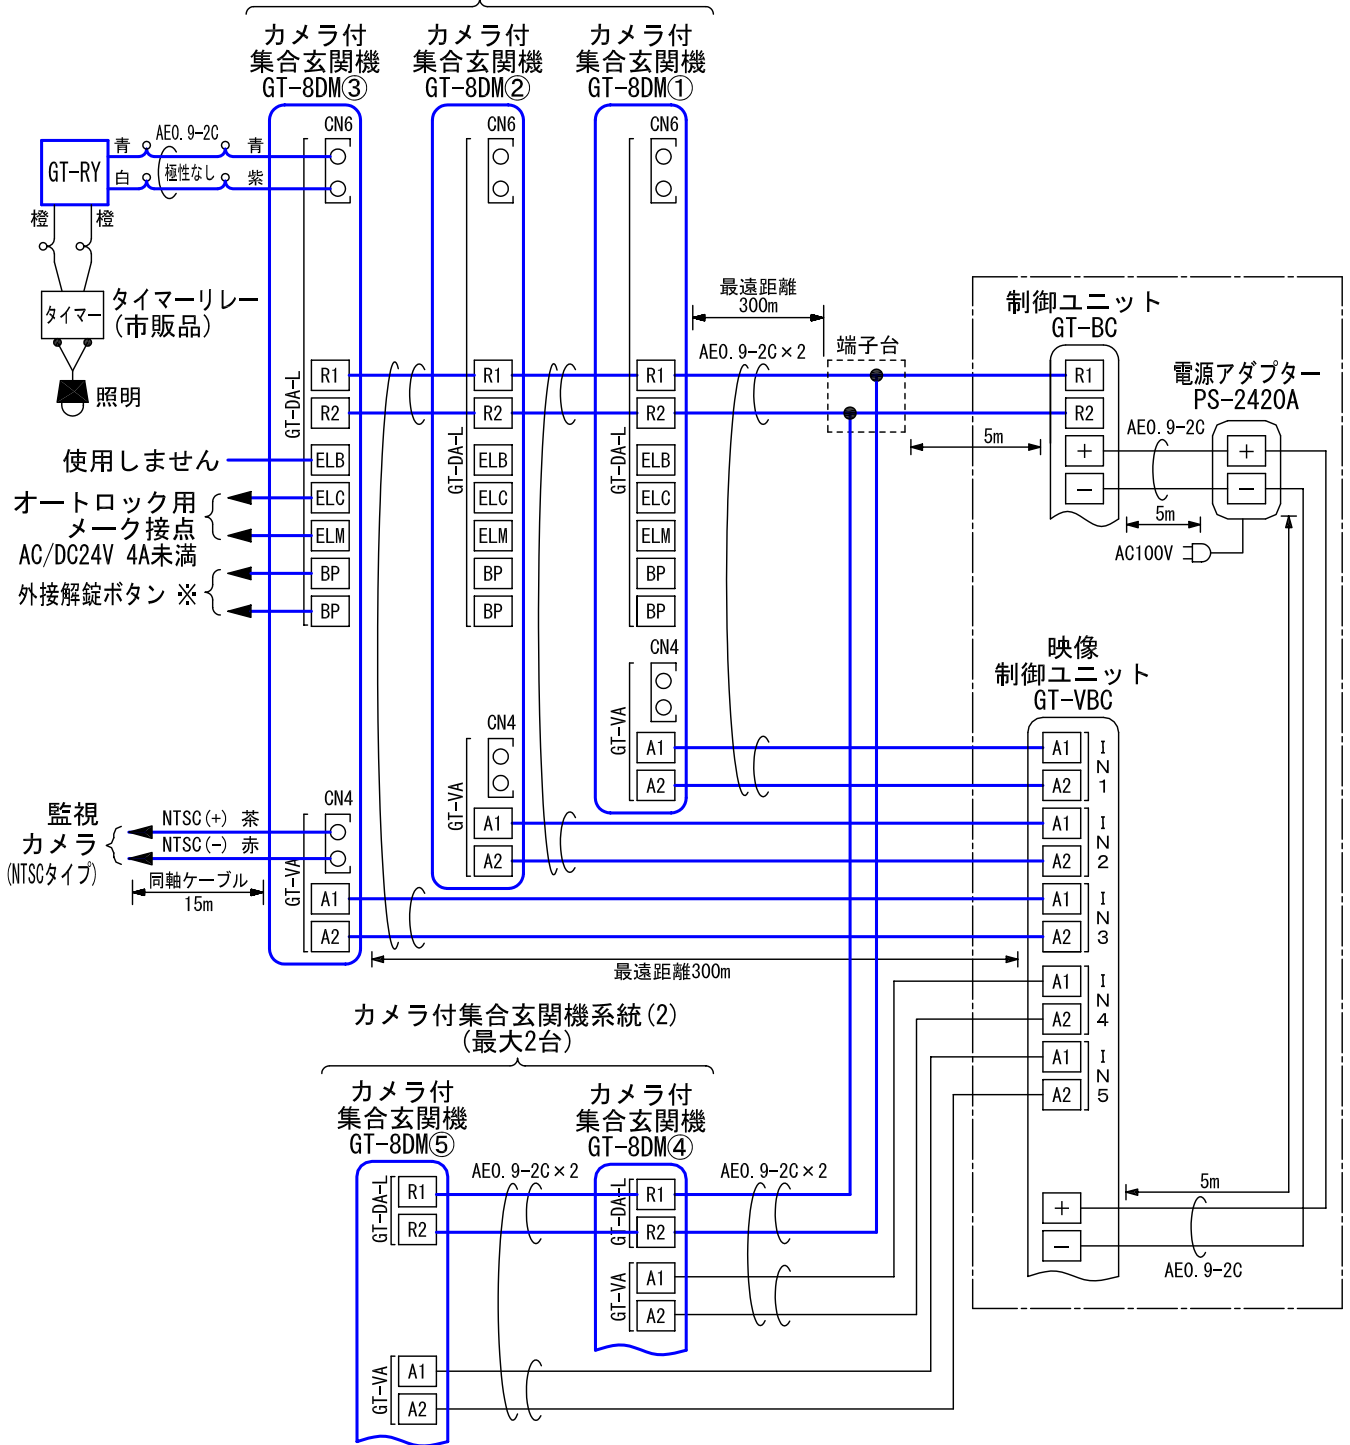 カメラ付
集合玄関機
GT-8DM③
カメラ付
集合玄関機
GT-8DM②
カメラ付
集合玄関機
GT-8DM①
CN6
CN6
CN6
GT-RY
青
AE0.9-2C
青
白
極性なし
紫
橙
橙
タイマー
タイマーリレー
(市販品)
照明
最遠距離
300m
AE0.9-2C×2
端子台
制御ユニット
GT-BC
電源アダプター
PS-2420A
GT-DA-L
R1
R2
ELB
ELC
ELM
BP
BP
GT-DA-L
R1
R2
ELB
ELC
ELM
BP
BP
GT-DA-L
R1
R2
ELB
ELC
ELM
BP
BP
R1
R2
+
−
AE0.9-2C
+
−
5m
5m
AC100V
使用しません
オートロック用
メーク接点
AC/DC24V 4A未満
外接解錠ボタン ※
CN4
GT-VA
A1
A2
CN4
GT-VA
A1
A2
CN4
GT-VA
A1
A2
映像
制御ユニット
GT-VBC
A1
A2
IN1
A1
A2
IN2
A1
A2
IN3
A1
A2
IN4
A1
A2
IN5
+
−
5m
AE0.9-2C
監視
カメラ
(NTSCタイプ)
NTSC(+) 茶
NTSC(−) 赤
同軸ケーブル
15m
最遠距離300m
カメラ付集合玄関機系統(2)
(最大2台)
カメラ付
集合玄関機
GT-8DM⑤
カメラ付
集合玄関機
GT-8DM④
AE0.9-2C×2
AE0.9-2C×2
GT-DA-L
R1
R2
GT-DA-L
R1
R2
GT-VA
A1
A2
GT-VA
A1
A2